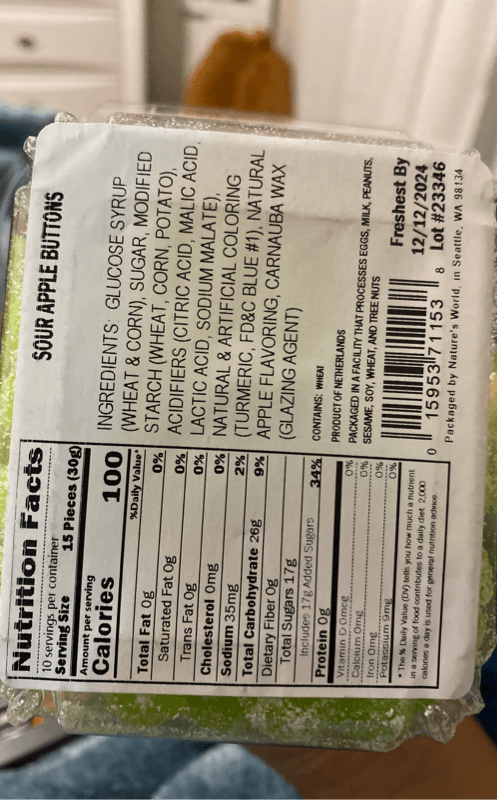 Nutrition Facts
10 servings per container
Serving Size 15 Pieces (30g)
Amount per serving
Calories 100
%Daily Value*
Total Fat 0g 0%
Saturated Fat 0g 0%
Trans Fat 0g 0%
Cholesterol 0mg 0%
Sodium 35mg 2%
Total Carbohydrate 26g 9%
Dietary Fiber 0g
Total Sugars 17g
Includes 17g Added Sugars 34%
Protein 0g
Vitamin D 0mcg 0%
Calcium 0mg 0%
Iron 0mg 0%
Potassium 9mg 0%
* The % Daily Value (DV) tells you how much a nutrient
in a serving of food contributes to a daily diet. 2,000
calories a day is used for general nutrition advice.
SOUR APPLE BUTTONS
INGREDIENTS: GLUCOSE SYRUP
(WHEAT & CORN), SUGAR, MODIFIED
STARCH (WHEAT, CORN, POTATO),
ACIDIFIERS (CITRIC ACID, MALIC ACID,
LACTIC ACID, SODIUM MALATE),
NATURAL & ARTIFICIAL COLORING
(TURMERIC, FD&C BLUE #1), NATURAL
APPLE FLAVORING, CARNAUBA WAX
(GLAZING AGENT)
CONTAINS: WHEAT
PRODUCT OF NETHERLANDS
PACKAGED IN A FACILITY THAT PROCESSES EGGS, MILK, PEANUTS,
SESAME, SOY, WHEAT, AND TREE NUTS
Freshest By
12/12/2024
Lot #23346
0 15953 71153 8
Packaged by Nature's World, in Seattle, WA 98134